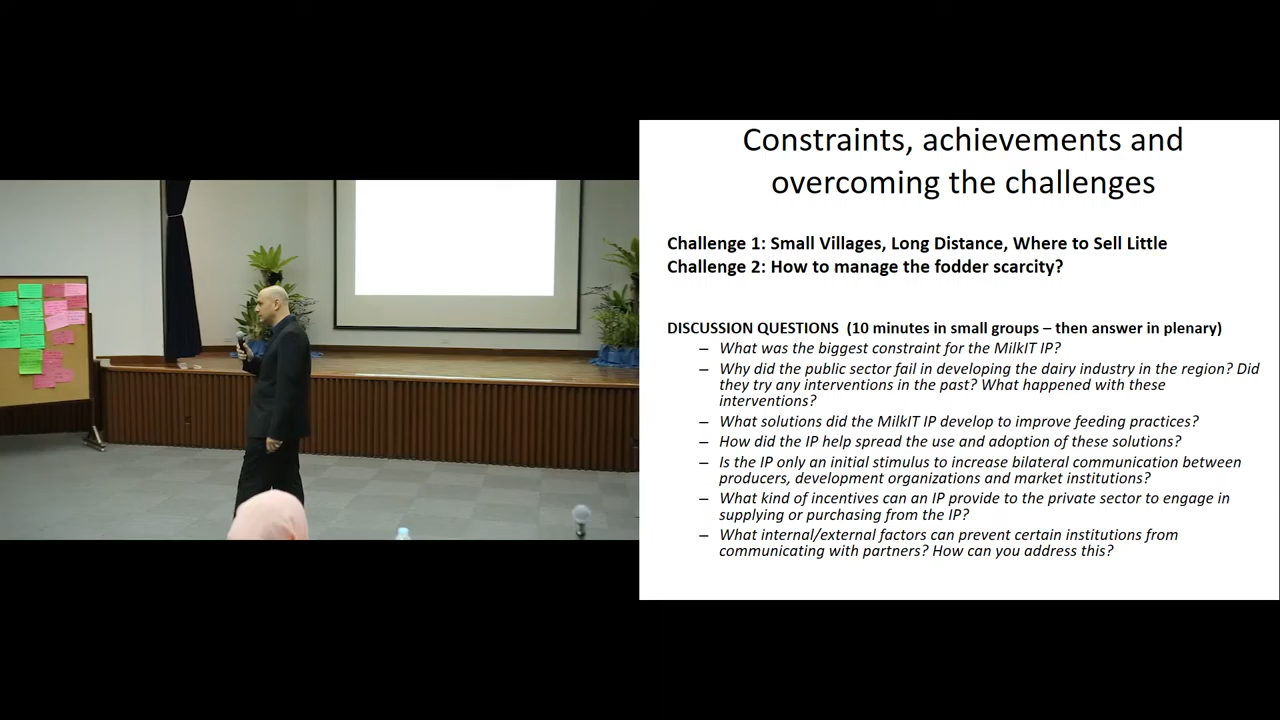 Constraints, achievements and
overcoming the challenges
Challenge 1: Small Villages, Long Distance, Where to Sell Little
Challenge 2: How to manage the fodder scarcity?
DISCUSSION QUESTIONS (10 minutes in small groups – then answer in plenary)
– What was the biggest constraint for the MilkIT IP?
– Why did the public sector fail in developing the dairy industry in the region? Did
they try any interventions in the past? What happened with these
interventions?
– What solutions did the MilkIT IP develop to improve feeding practices?
– How did the IP help spread the use and adoption of these solutions?
– Is the IP only an initial stimulus to increase bilateral communication between
producers, development organizations and market institutions?
– What kind of incentives can an IP provide to the private sector to engage in
supplying or purchasing from the IP?
– What internal/external factors can prevent certain institutions from
communicating with partners? How can you address this?